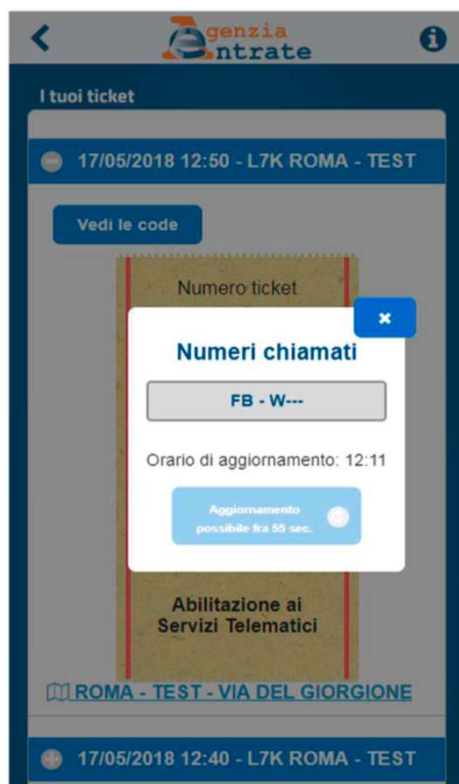 Agenzia
Entrate
I tuoi ticket
17/05/2018 12:50 - L7K ROMA - TEST
Vedi le code
Numero ticket
Numeri chiamati
FB - W---
Orario di aggiornamento: 12:11
Aggiornamento
possibile fra 55 sec.
Abilitazione ai
Servizi Telematici
ROMA - TEST - VIA DEL GIORGIONE
17/05/2018 12:40 - L7K ROMA - TEST